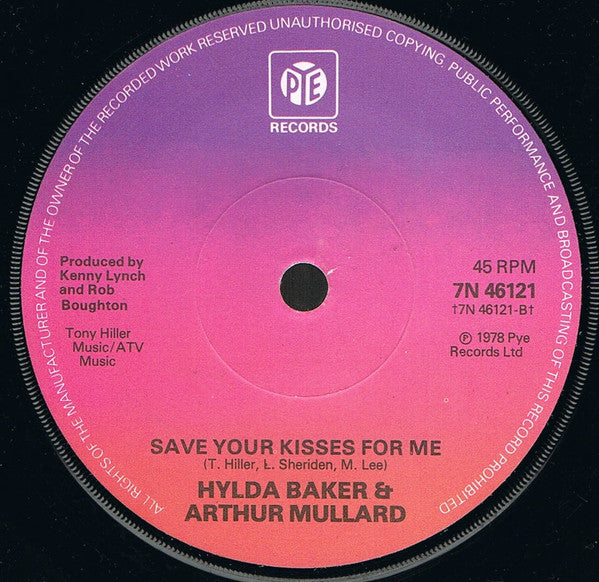 ALL RIGHTS OF THE MANUFACTURER AND OF THE OWNER OF THE RECORDED WORK RESERVED UNAUTHORISED COPYING, PUBLIC PERFORMANCE AND BROADCASTING OF THIS RECORD PROHIBITED
PYE
RECORDS
Produced by
Kenny Lynch
and Rob
Boughton
Tony Hiller
Music/ATV
Music
45 RPM
7N 46121
†7N 46121-B†
℗ 1978 Pye
Records Ltd
SAVE YOUR KISSES FOR ME
(T. Hiller, L. Sheriden, M. Lee)
HYLDA BAKER &
ARTHUR MULLARD